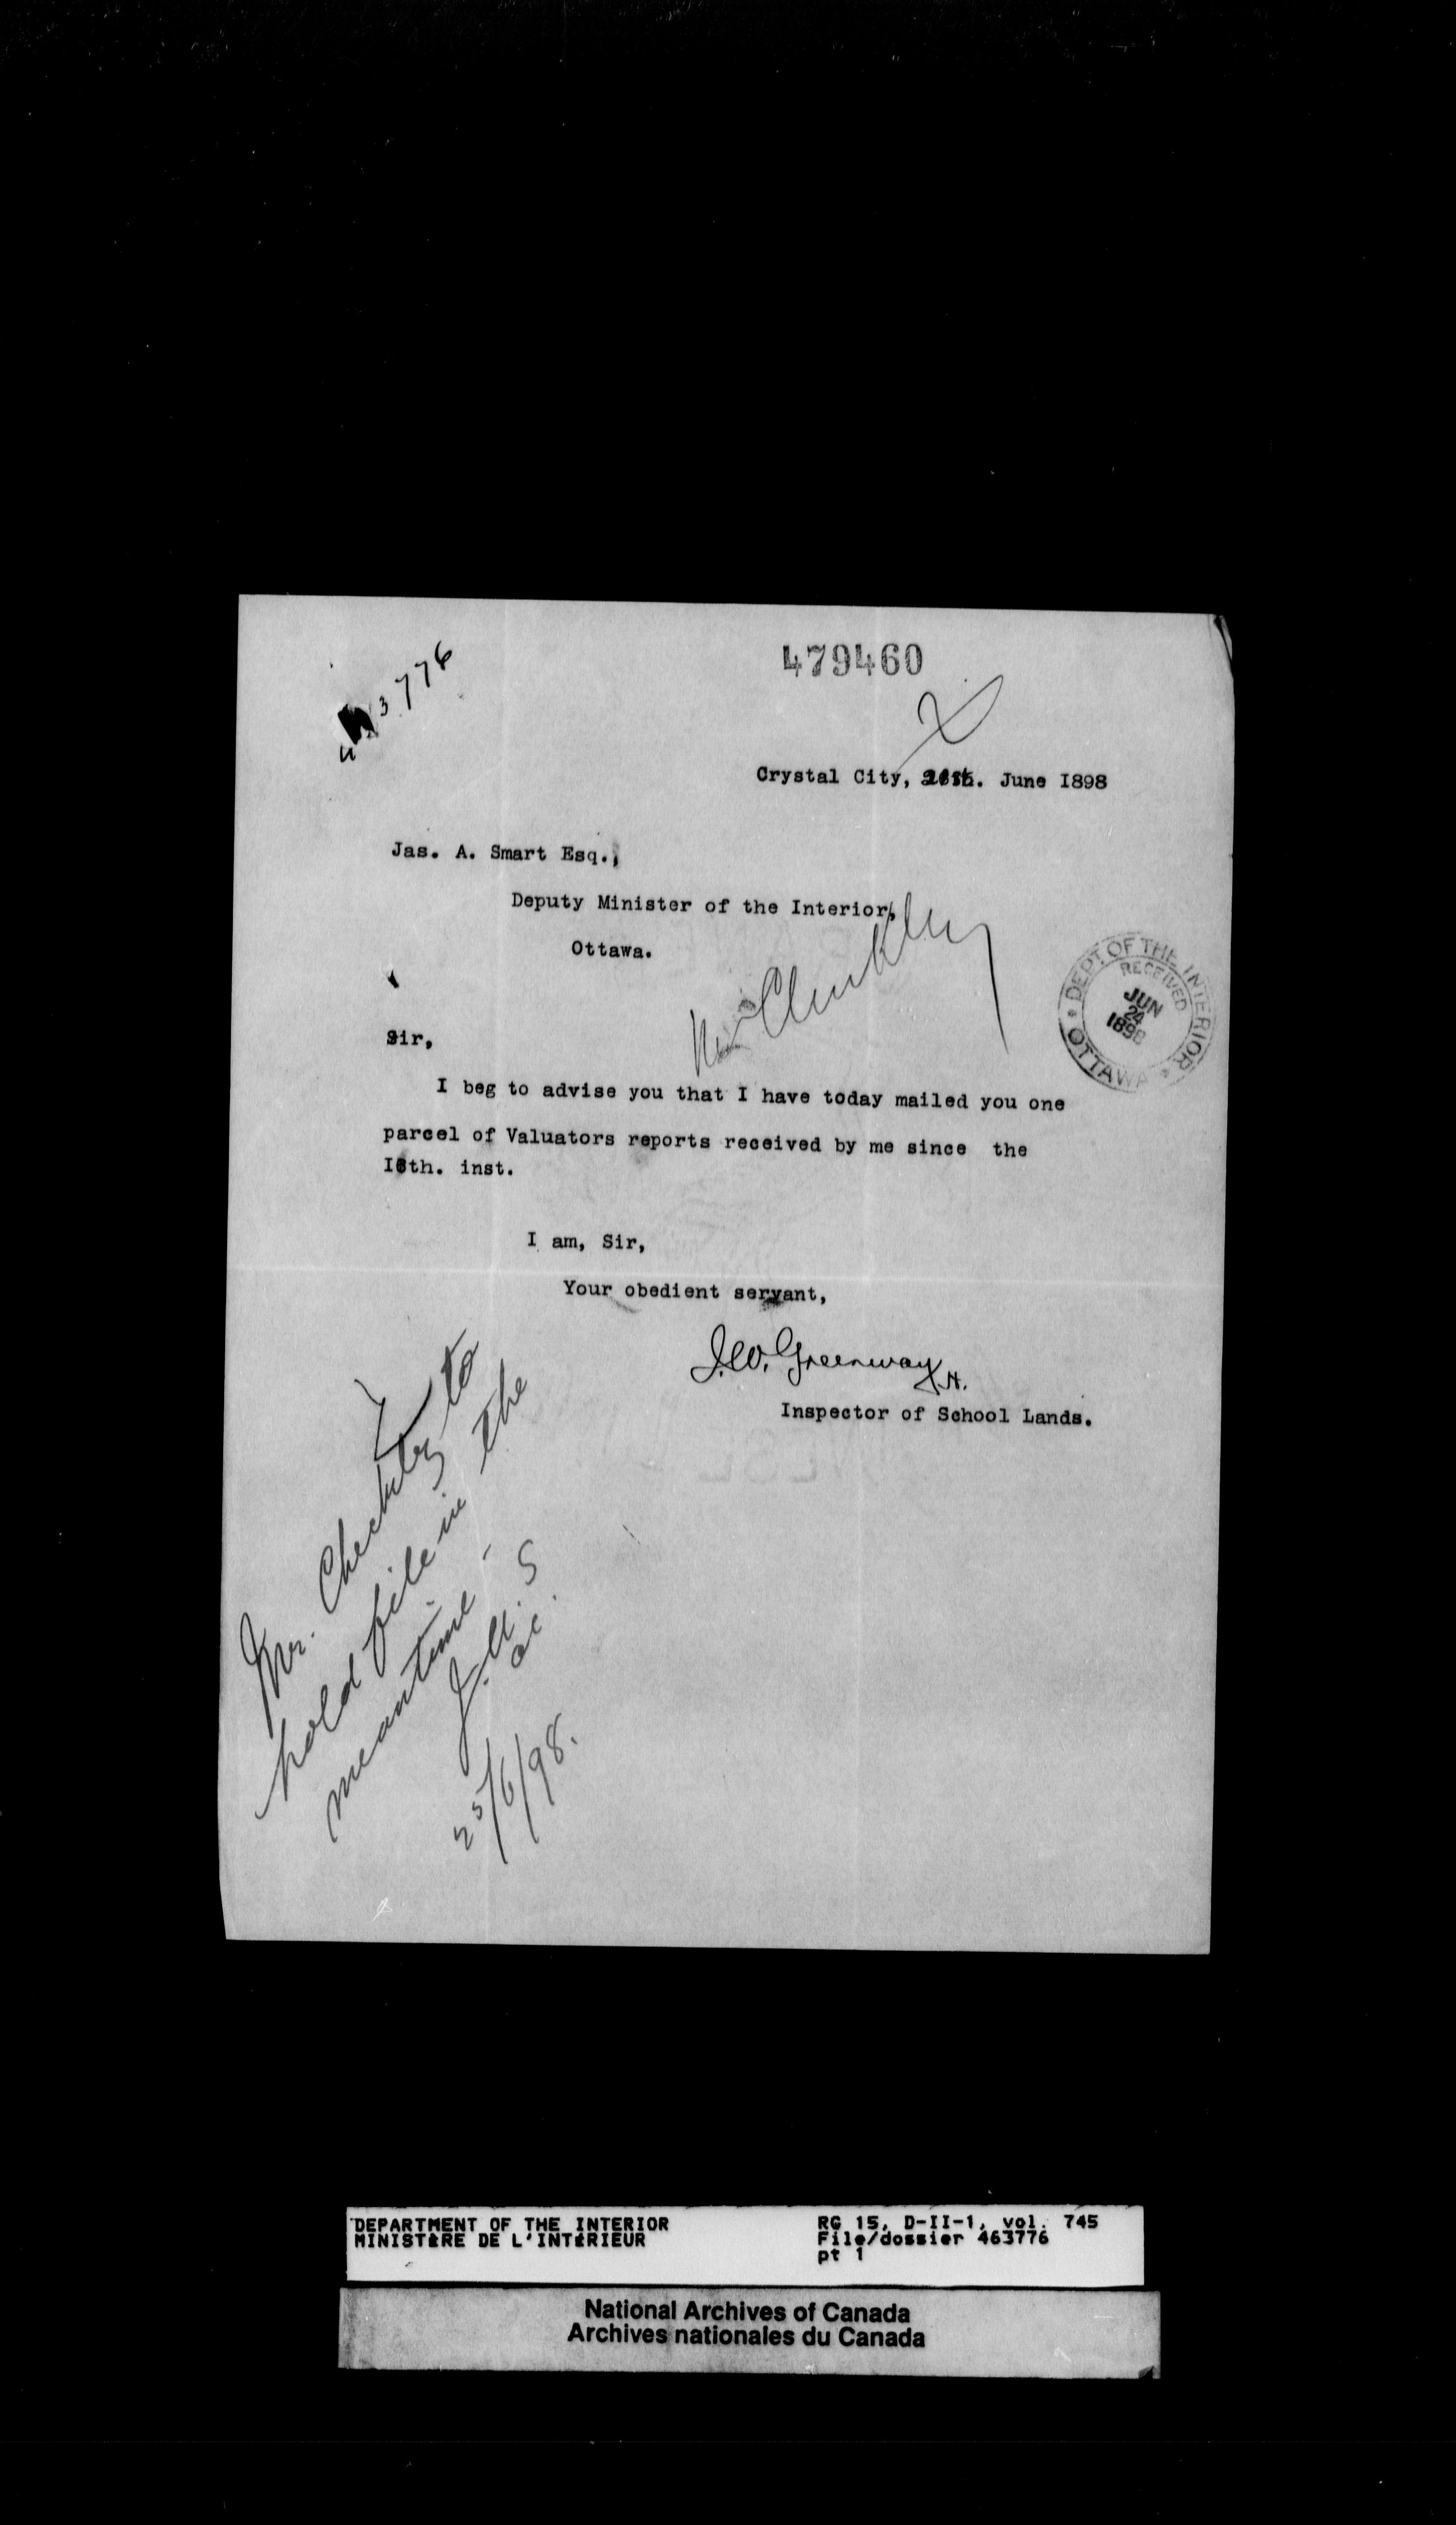 479460
Crystal City, June 1898
Jas. A. Smart Esq.,
Deputy Minister of the Interior,
Ottawa.
DEPT. OF THE INTERIOR
RECEIVED
JUN
24
1898
OTTAWA
Sir,
I beg to advise you that I have today mailed you one
parcel of Valuators reports received by me since the
inst.
I am, Sir,
Your obedient servant,
J.W. Greenway
Inspector of School Lands.
Mr. Checkley to
hold file in the
meantime -
25/6/98.
DEPARTMENT OF THE INTERIOR
MINISTÈRE DE L'INTÉRIEUR
RG 15, D-II-1, vol. 745
File/dossier 463776
pt 1
National Archives of Canada
Archives nationales du Canada